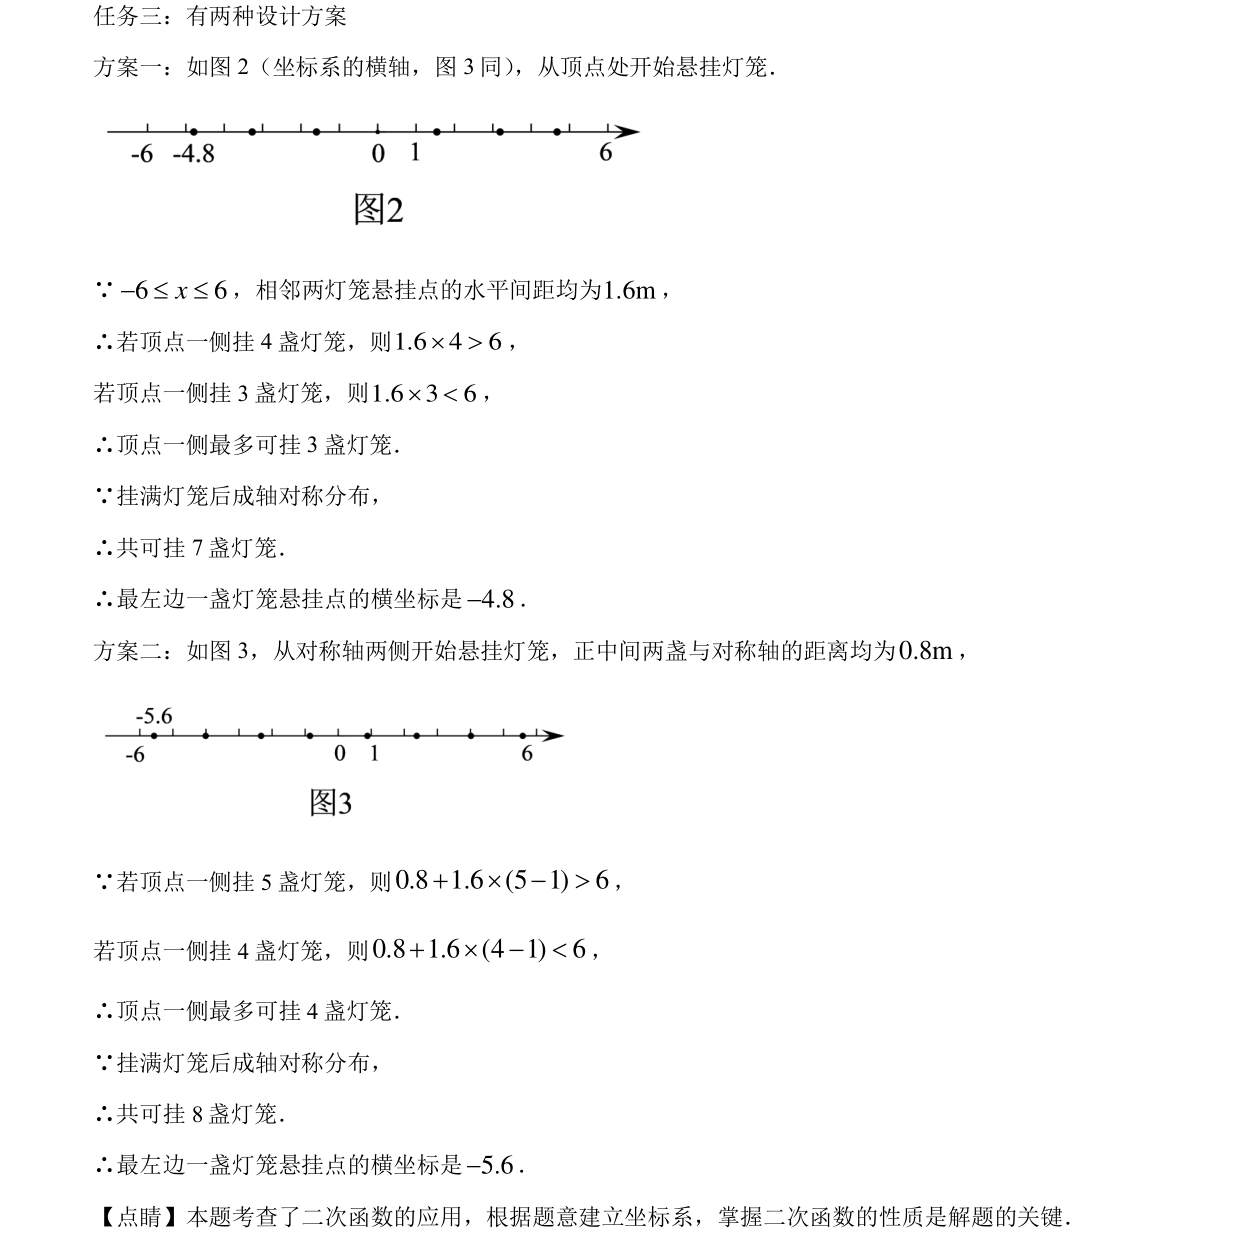 任务三：有两种设计方案
方案一：如图 2（坐标系的横轴，图 3 同），从顶点处开始悬挂灯笼．
-6 -4.8 0 1 6
图2
∵ −6 ≤ x ≤ 6，相邻两灯笼悬挂点的水平间距均为1.6m，
∴若顶点一侧挂 4 盏灯笼，则1.6×4 > 6，
若顶点一侧挂 3 盏灯笼，则1.6×3 < 6，
∴顶点一侧最多可挂 3 盏灯笼．
∵挂满灯笼后成轴对称分布，
∴共可挂 7 盏灯笼．
∴最左边一盏灯笼悬挂点的横坐标是 −4.8．
方案二：如图 3，从对称轴两侧开始悬挂灯笼，正中间两盏与对称轴的距离均为0.8m，
-5.6
-6 0 1 6
图3
∵若顶点一侧挂 5 盏灯笼，则0.8+1.6×(5−1) > 6，
若顶点一侧挂 4 盏灯笼，则0.8+1.6×(4−1) < 6，
∴顶点一侧最多可挂 4 盏灯笼．
∵挂满灯笼后成轴对称分布，
∴共可挂 8 盏灯笼．
∴最左边一盏灯笼悬挂点的横坐标是 −5.6．
【点睛】本题考查了二次函数的应用，根据题意建立坐标系，掌握二次函数的性质是解题的关键．